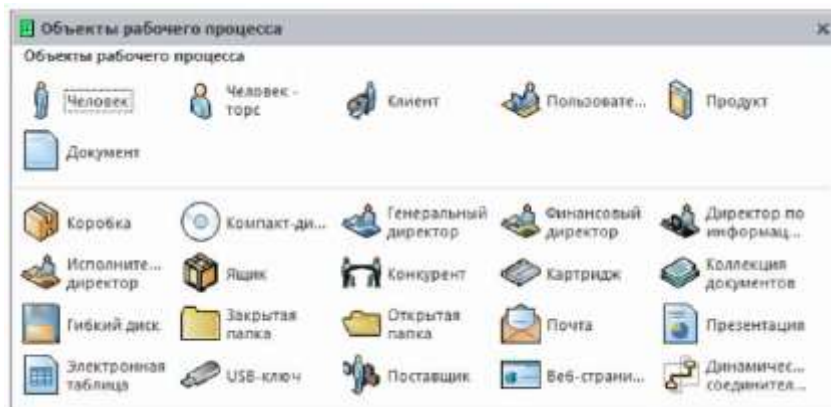 Объекты рабочего процесса
Объекты рабочего процесса
Человек
Человек -
торс
Клиент
Пользовате...
Продукт
Документ
Коробка
Компакт-ди...
Генеральный
директор
Финансовый
директор
Директор по
информац...
Исполните...
директор
Ящик
Конкурент
Картридж
Коллекция
документов
Гибкий диск
Закрытая
папка
Открытая
папка
Почта
Презентация
Электронная
таблица
USB-ключ
Поставщик
Веб-страни...
Динамичес...
соединител...